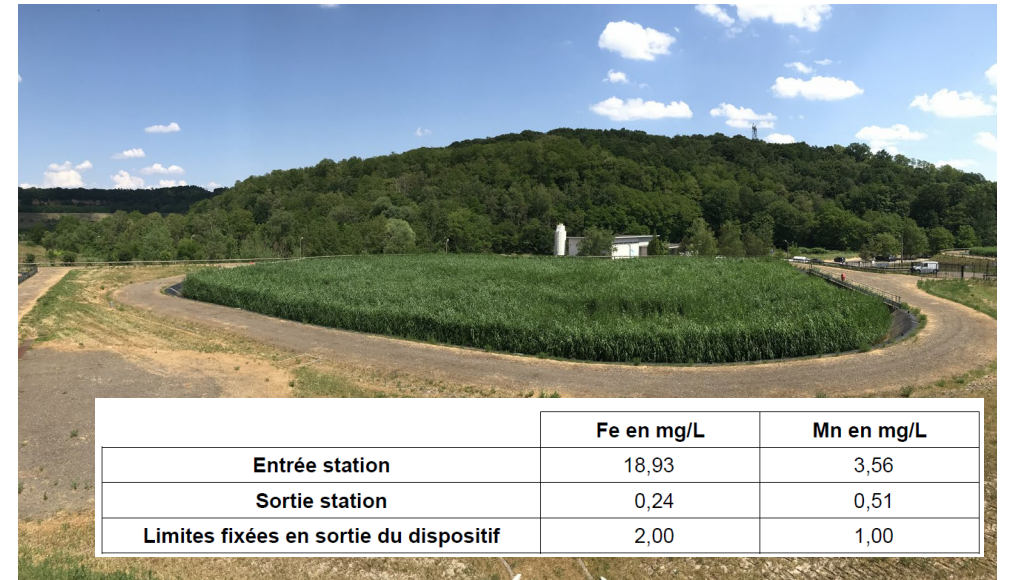 Fe en mg/L Mn en mg/L
Entrée station 18,93 3,56
Sortie station 0,24 0,51
Limites fixées en sortie du dispositif 2,00 1,00